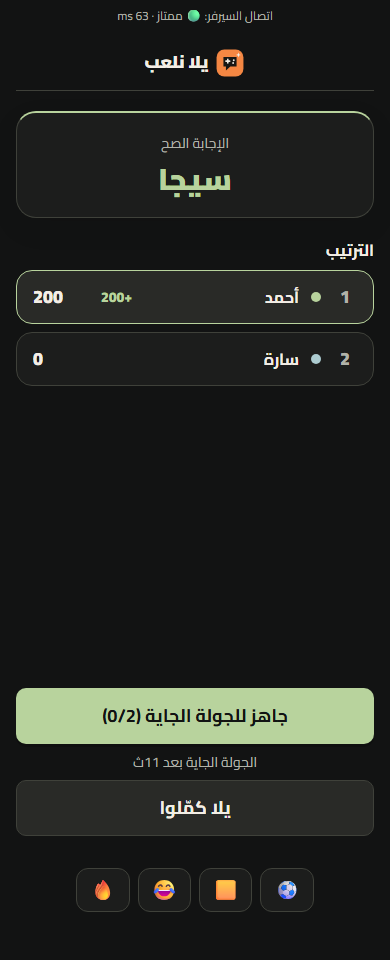 اتصال السيرفر: ممتاز · 63 ms
يلا نلعب
الإجابة الصح
سيجا
الترتيب
1 أحمد +200 200
2 سارة 0
جاهز للجولة الجاية (0/2)
الجولة الجاية بعد 11ث
يلا كمّلوا